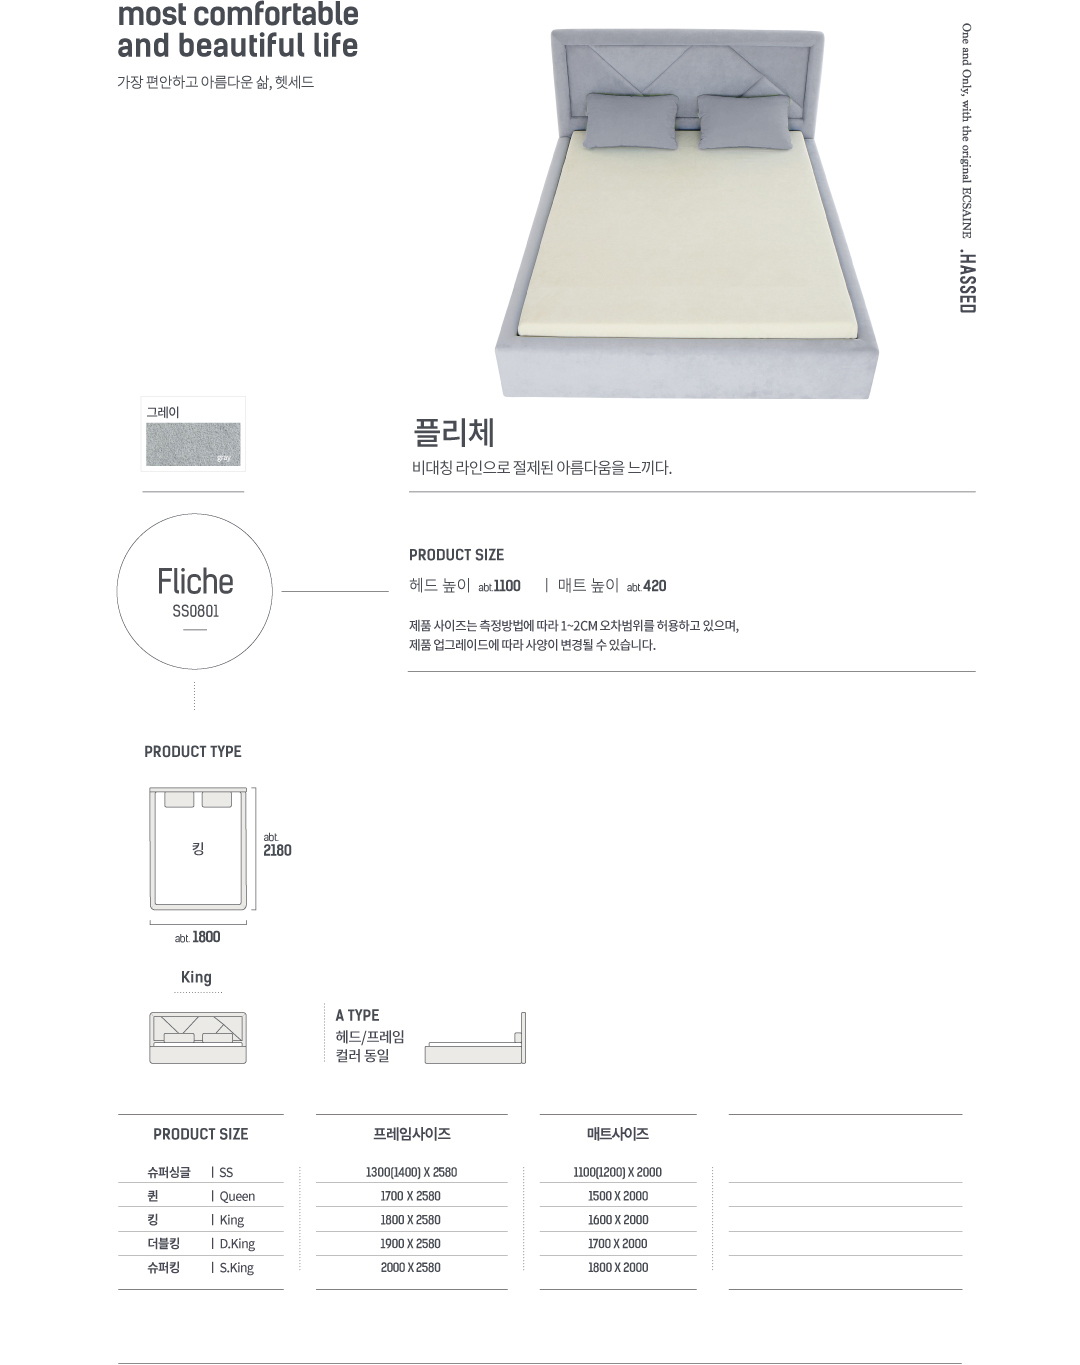 most comfortable
and beautiful life
가장 편안하고 아름다운 삶, 헷세드
One and Only, with the original ECSAINE .HASSED
그레이
gray
플리체
비대칭 라인으로 절제된 아름다움을 느끼다.
Fliche
SS0801
PRODUCT SIZE
헤드 높이 abt.1100 | 매트 높이 abt.420
제품 사이즈는 측정방법에 따라 1~2CM 오차범위를 허용하고 있으며,
제품 업그레이드에 따라 사양이 변경될 수 있습니다.
PRODUCT TYPE
킹
abt.
2180
abt. 1800
King
A TYPE
헤드/프레임
컬러 동일
PRODUCT SIZE 프레임사이즈 매트사이즈
슈퍼싱글 | SS 1300(1400) X 2580 1100(1200) X 2000
퀸 | Queen 1700 X 2580 1500 X 2000
킹 | King 1800 X 2580 1600 X 2000
더블킹 | D.King 1900 X 2580 1700 X 2000
슈퍼킹 | S.King 2000 X 2580 1800 X 2000